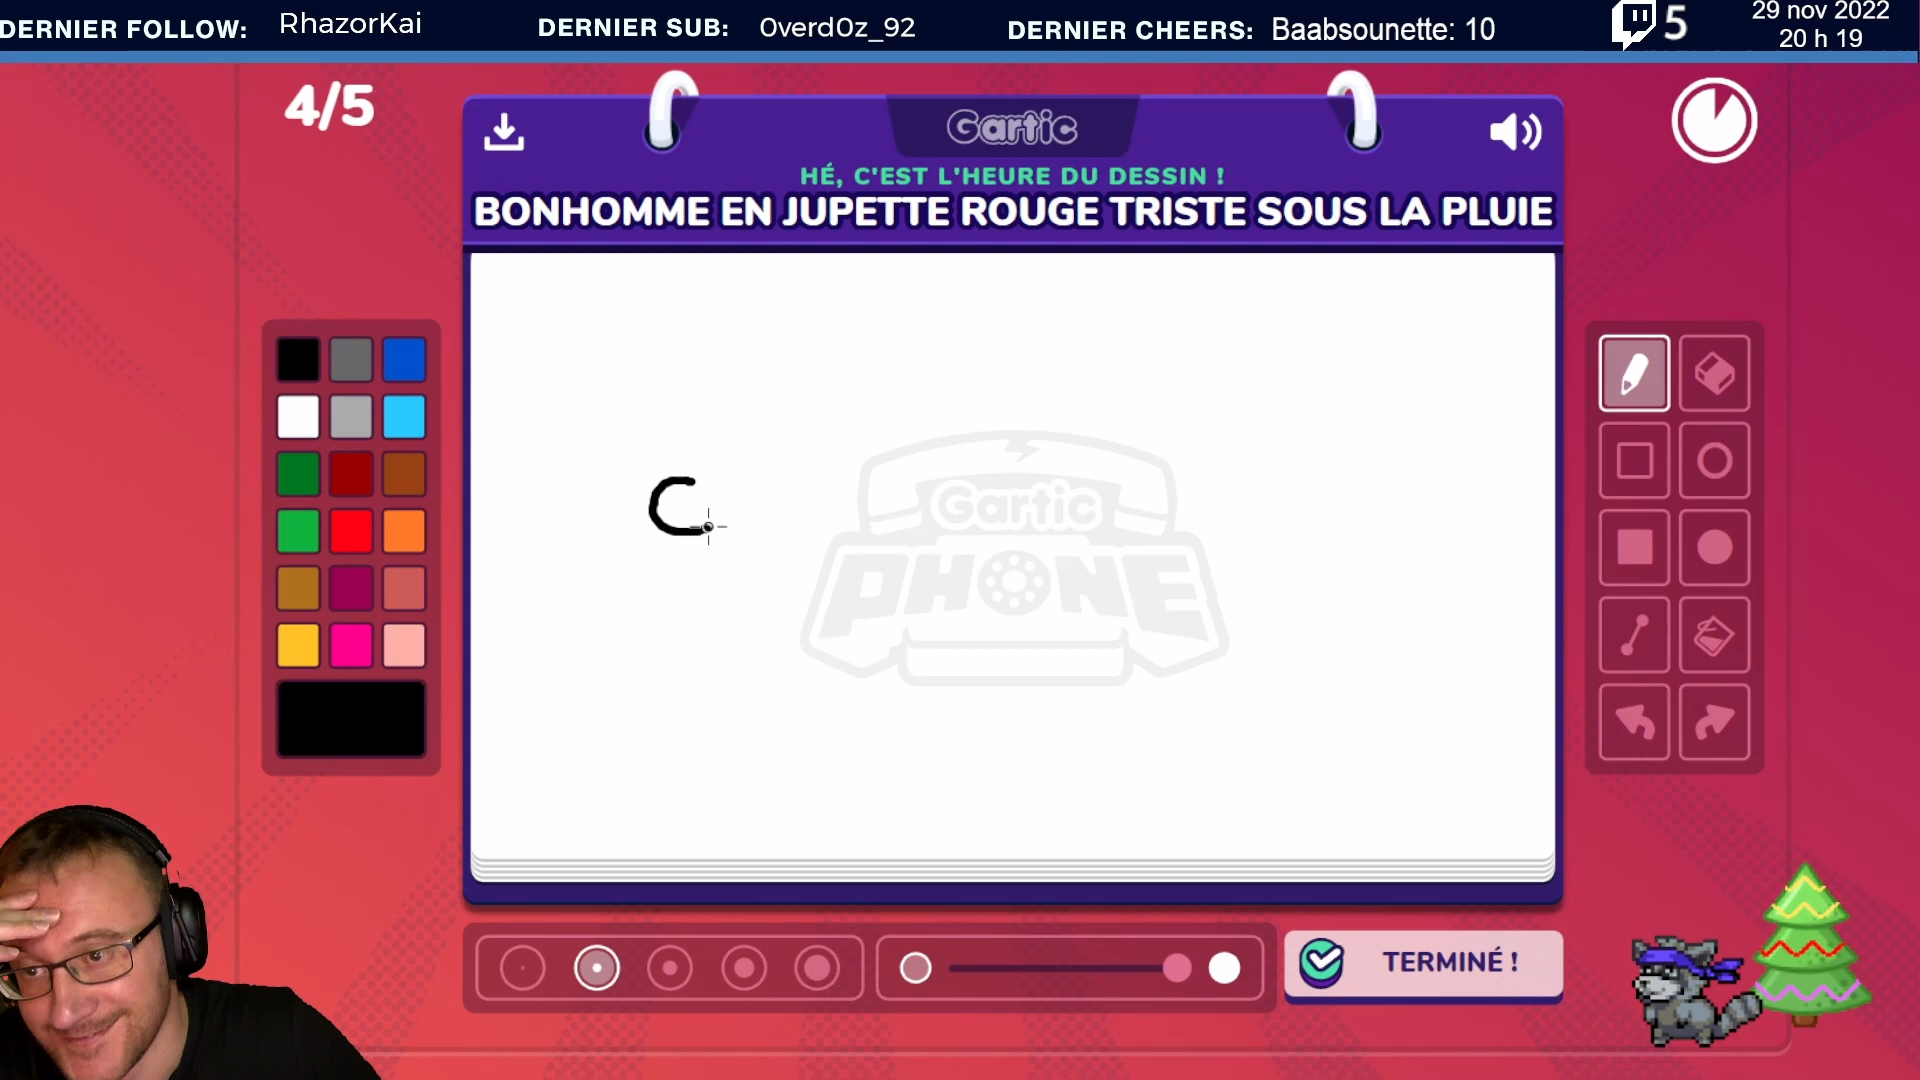 DERNIER FOLLOW: RhazorKai DERNIER SUB: 0verd0z_92 DERNIER CHEERS: Baabsounette: 10 5 29 nov 2022
20 h 19
4/5
Gartic
HÉ, C'EST L'HEURE DU DESSIN !
BONHOMME EN JUPETTE ROUGE TRISTE SOUS LA PLUIE
Gartic
PHONE
TERMINÉ !